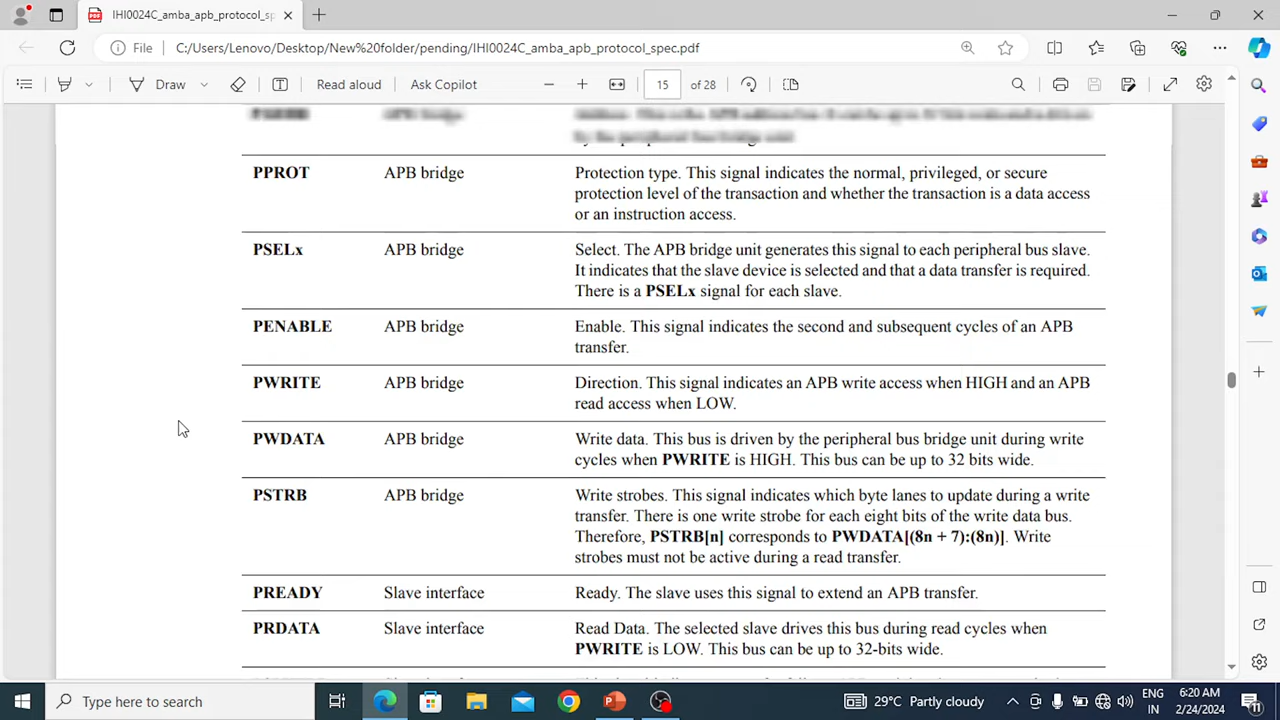 IHI0024C_amba_apb_protocol_sp
File
C:/Users/Lenovo/Desktop/New%20folder/pending/IHI0024C_amba_apb_protocol_spec.pdf
Draw
Read aloud
Ask Copilot
15
of 28
PPROT APB bridge Protection type. This signal indicates the normal, privileged, or secure
protection level of the transaction and whether the transaction is a data access
or an instruction access.
PSELx APB bridge Select. The APB bridge unit generates this signal to each peripheral bus slave.
It indicates that the slave device is selected and that a data transfer is required.
There is a PSELx signal for each slave.
PENABLE APB bridge Enable. This signal indicates the second and subsequent cycles of an APB
transfer.
PWRITE APB bridge Direction. This signal indicates an APB write access when HIGH and an APB
read access when LOW.
PWDATA APB bridge Write data. This bus is driven by the peripheral bus bridge unit during write
cycles when PWRITE is HIGH. This bus can be up to 32 bits wide.
PSTRB APB bridge Write strobes. This signal indicates which byte lanes to update during a write
transfer. There is one write strobe for each eight bits of the write data bus.
Therefore, PSTRB[n] corresponds to PWDATA[(8n + 7):(8n)]. Write
strobes must not be active during a read transfer.
PREADY Slave interface Ready. The slave uses this signal to extend an APB transfer.
PRDATA Slave interface Read Data. The selected slave drives this bus during read cycles when
PWRITE is LOW. This bus can be up to 32-bits wide.
Type here to search
29°C Partly cloudy
ENG
IN
6:20 AM
2/24/2024